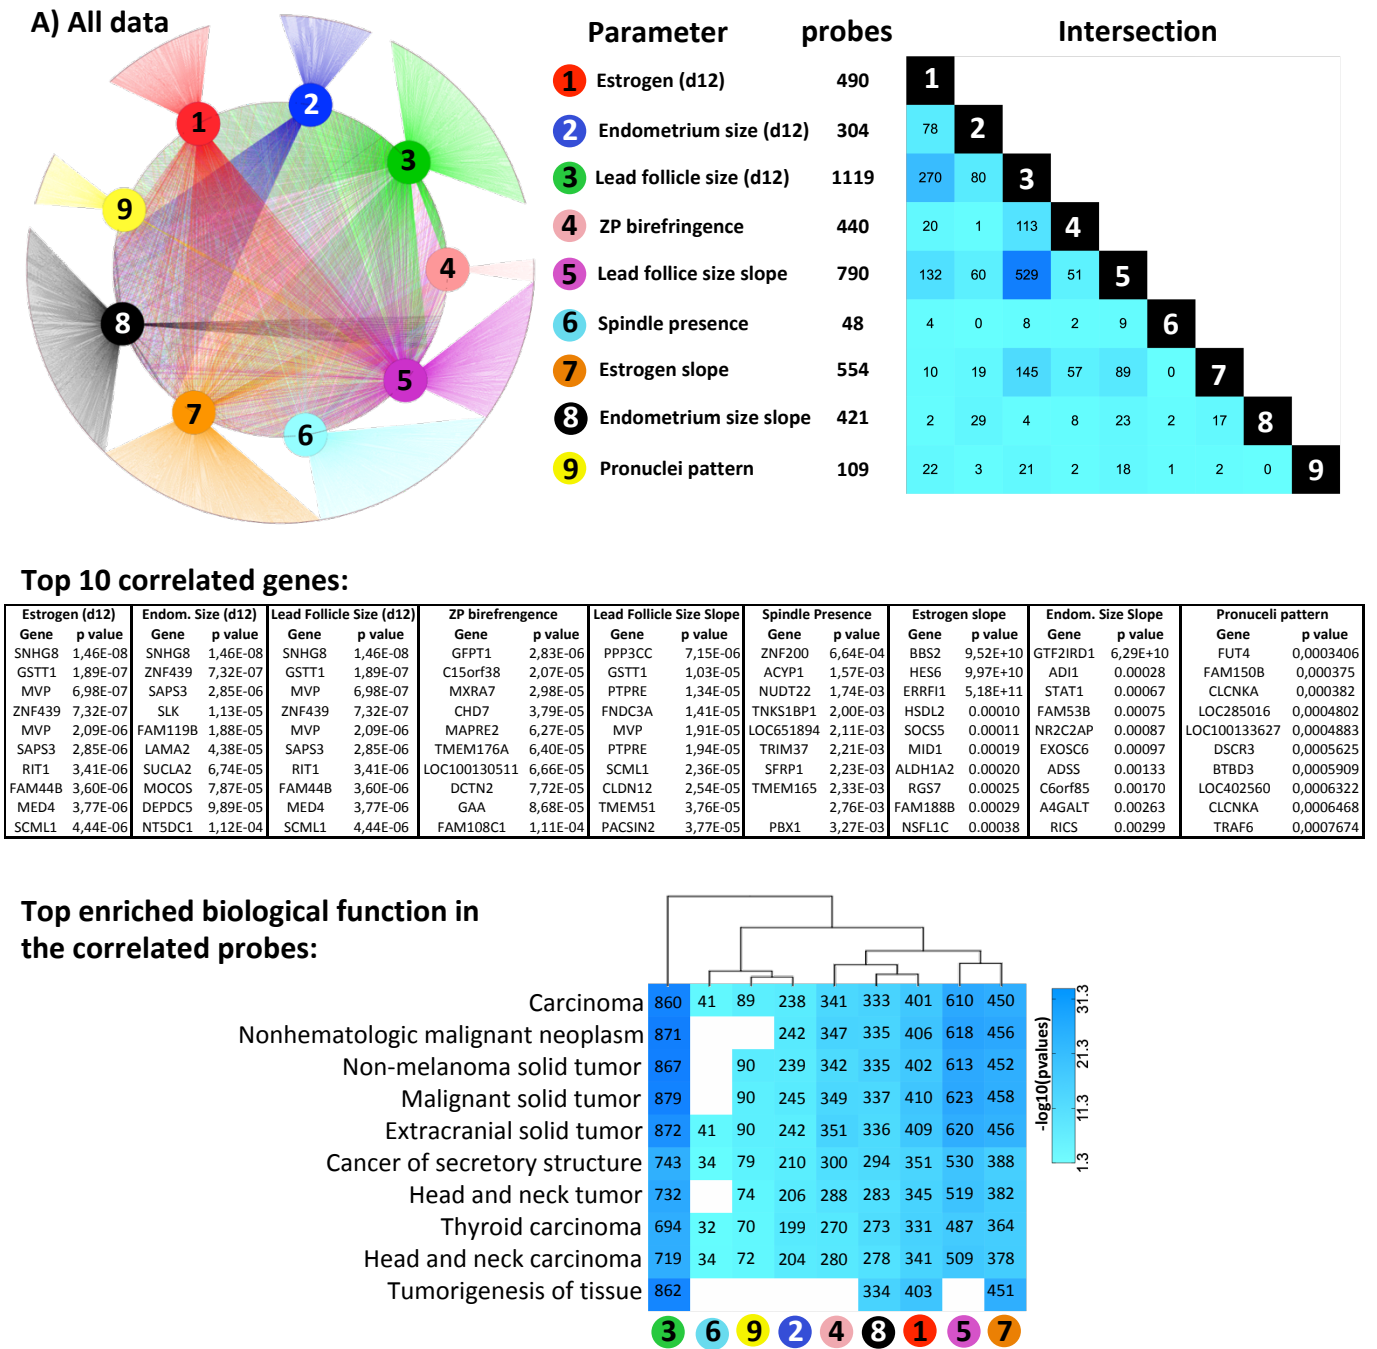 A) All data
1
2
3
4
5
6
7
8
9
Parameter probes Intersection
1 Estrogen (d12) 490
2 Endometrium size (d12) 304
3 Lead follicle size (d12) 1119
4 ZP birefringence 440
5 Lead follice size slope 790
6 Spindle presence 48
7 Estrogen slope 554
8 Endometrium size slope 421
9 Pronuclei pattern 109
1
78 2
270 80 3
20 1 113 4
132 60 529 51 5
4 0 8 2 9 6
10 19 145 57 89 0 7
2 29 4 8 23 2 17 8
22 3 21 2 18 1 2 0 9
Top 10 correlated genes:
Estrogen (d12) Endom. Size (d12) Lead Follicle Size (d12) ZP birefrengence Lead Follicle Size Slope Spindle Presence Estrogen slope Endom. Size Slope Pronuceli pattern
Gene p value Gene p value Gene p value Gene p value Gene p value Gene p value Gene p value Gene p value Gene p value
SNHG8 1,46E-08 SNHG8 1,46E-08 SNHG8 1,46E-08 GFPT1 2,83E-06 PPP3CC 7,15E-06 ZNF200 6,64E-04 BBS2 9,52E+10 GTF2IRD1 6,29E+10 FUT4 0,0003406
GSTT1 1,89E-07 ZNF439 7,32E-07 GSTT1 1,89E-07 C15orf38 2,07E-05 GSTT1 1,03E-05 ACYP1 1,57E-03 HES6 9,97E+10 ADI1 0.00028 FAM150B 0,000375
MVP 6,98E-07 SAPS3 2,85E-06 MVP 6,98E-07 MXRA7 2,98E-05 PTPRE 1,34E-05 NUDT22 1,74E-03 ERRFI1 5,18E+11 STAT1 0.00067 CLCNKA 0,000382
ZNF439 7,32E-07 SLK 1,13E-05 ZNF439 7,32E-07 CHD7 3,79E-05 FNDC3A 1,41E-05 TNKS1BP1 2,00E-03 HSDL2 0.00010 FAM53B 0.00075 LOC285016 0,0004802
MVP 2,09E-06 FAM119B 1,88E-05 MVP 2,09E-06 MAPRE2 6,27E-05 MVP 1,91E-05 LOC651894 2,11E-03 SOCS5 0.00011 NR2C2AP 0.00087 LOC100133627 0,0004883
SAPS3 2,85E-06 LAMA2 4,38E-05 SAPS3 2,85E-06 TMEM176A 6,40E-05 PTPRE 1,94E-05 TRIM37 2,21E-03 MID1 0.00019 EXOSC6 0.00097 DSCR3 0,0005625
RIT1 3,41E-06 SUCLA2 6,74E-05 RIT1 3,41E-06 LOC100130511 6,66E-05 SCML1 2,36E-05 SFRP1 2,23E-03 ALDH1A2 0.00020 ADSS 0.00133 BTBD3 0,0005909
FAM44B 3,60E-06 MOCOS 7,87E-05 FAM44B 3,60E-06 DCTN2 7,72E-05 CLDN12 2,54E-05 TMEM165 2,33E-03 RGS7 0.00025 C6orf85 0.00170 LOC402560 0,0006322
MED4 3,77E-06 DEPDC5 9,89E-05 MED4 3,77E-06 GAA 8,68E-05 TMEM51 3,76E-05 2,76E-03 FAM188B 0.00029 A4GALT 0.00263 CLCNKA 0,0006468
SCML1 4,44E-06 NT5DC1 1,12E-04 SCML1 4,44E-06 FAM108C1 1,11E-04 PACSIN2 3,77E-05 PBX1 3,27E-03 NSFL1C 0.00038 RICS 0.00299 TRAF6 0,0007674
Top enriched biological function in
the correlated probes:
Carcinoma 860 41 89 238 341 333 401 610 450
Nonhematologic malignant neoplasm 871 242 347 335 406 618 456
Non-melanoma solid tumor 867 90 239 342 335 402 613 452
Malignant solid tumor 879 90 245 349 337 410 623 458
Extracranial solid tumor 872 41 90 242 351 336 409 620 456
Cancer of secretory structure 743 34 79 210 300 294 351 530 388
Head and neck tumor 732 74 206 288 283 345 519 382
Thyroid carcinoma 694 32 70 199 270 273 331 487 364
Head and neck carcinoma 719 34 72 204 280 278 341 509 378
Tumorigenesis of tissue 862 334 403 451
3 6 9 2 4 8 1 5 7
-log10(pvalues)
31.3
21.3
11.3
1.3